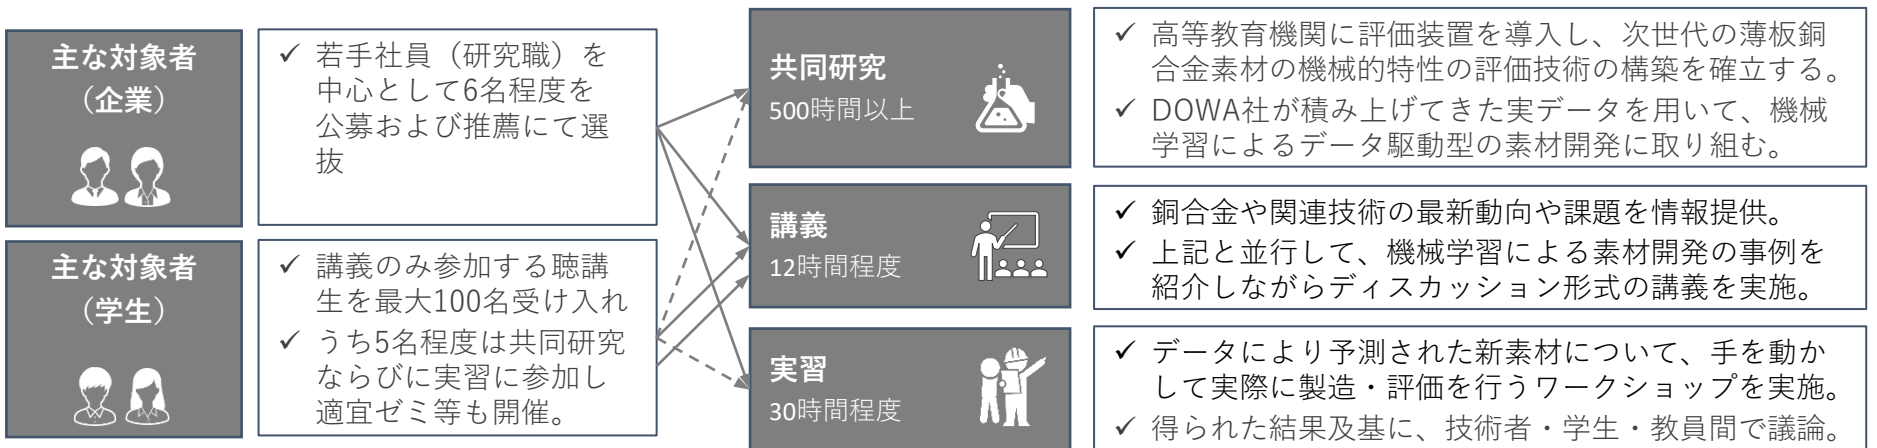 主な対象者
(企業)
✓ 若手社員（研究職）を
中心として6名程度を
公募および推薦にて選
抜
主な対象者
(学生)
✓ 講義のみ参加する聴講
生を最大100名受け入れ
✓ うち5名程度は共同研究
ならびに実習に参加し
適宜ゼミ等も開催。
共同研究
500時間以上
✓ 高等教育機関に評価装置を導入し、次世代の薄板銅
合金素材の機械的特性の評価技術の構築を確立する。
✓ DOWA社が積み上げてきた実データを用いて、機械
学習によるデータ駆動型の素材開発に取り組む。
講義
12時間程度
✓ 銅合金や関連技術の最新動向や課題を情報提供。
✓ 上記と並行して、機械学習による素材開発の事例を
紹介しながらディスカッション形式の講義を実施。
実習
30時間程度
✓ データにより予測された新素材について、手を動か
して実際に製造・評価を行うワークショップを実施。
✓ 得られた結果及基に、技術者・学生・教員間で議論。